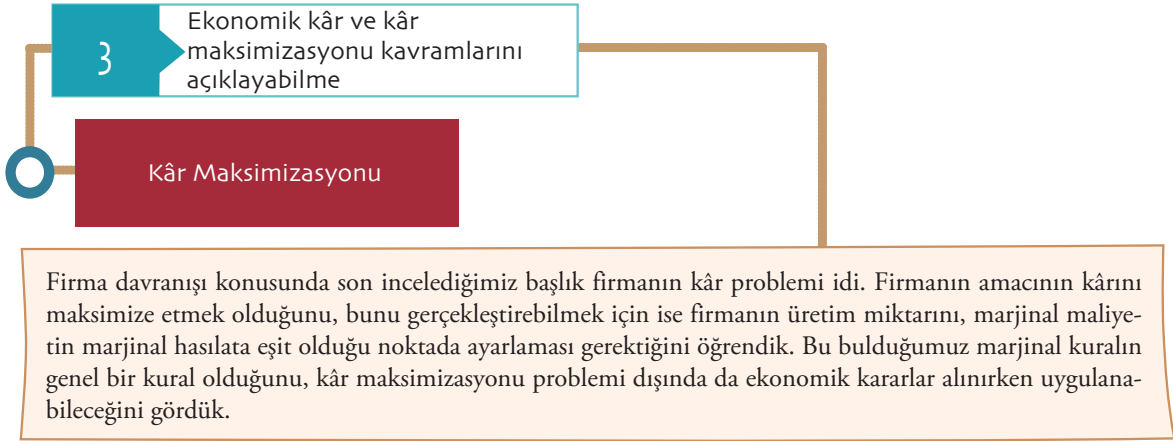 3
Ekonomik kâr ve kâr
maksimizasyonu kavramlarını
açıklayabilme
Kâr Maksimizasyonu
Firma davranışı konusunda son incelediğimiz başlık firmanın kâr problemi idi. Firmanın amacının kârını
maksimize etmek olduğunu, bunu gerçekleştirebilmek için ise firmanın üretim miktarını, marjinal maliye-
tin marjinal hasılata eşit olduğu noktada ayarlaması gerektiğini öğrendik. Bu bulduğumuz marjinal kuralın
genel bir kural olduğunu, kâr maksimizasyonu problemi dışında da ekonomik kararlar alınırken uygulana-
bileceğini gördük.